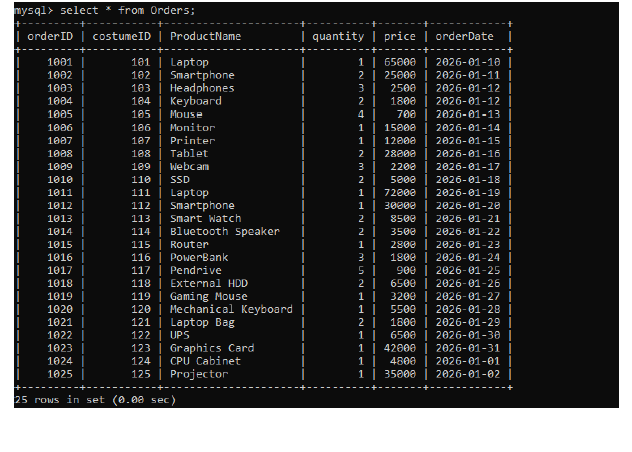 mysql> select * from Orders;
+---------+-----------+---------------------+----------+-------+------------+
| orderID | costumeID | ProductName         | quantity | price | orderDate  |
+---------+-----------+---------------------+----------+-------+------------+
|    1001 |       101 | Laptop              |        1 | 65000 | 2026-01-10 |
|    1002 |       102 | Smartphone          |        2 | 25000 | 2026-01-11 |
|    1003 |       103 | Headphones          |        3 |  2500 | 2026-01-12 |
|    1004 |       104 | Keyboard            |        2 |  1800 | 2026-01-12 |
|    1005 |       105 | Mouse               |        4 |   700 | 2026-01-13 |
|    1006 |       106 | Monitor             |        1 | 15000 | 2026-01-14 |
|    1007 |       107 | Printer             |        1 | 12000 | 2026-01-15 |
|    1008 |       108 | Tablet              |        2 | 28000 | 2026-01-16 |
|    1009 |       109 | Webcam              |        3 |  2200 | 2026-01-17 |
|    1010 |       110 | SSD                 |        2 |  5000 | 2026-01-18 |
|    1011 |       111 | Laptop              |        1 | 72000 | 2026-01-19 |
|    1012 |       112 | Smartphone          |        1 | 30000 | 2026-01-20 |
|    1013 |       113 | Smart Watch         |        2 |  8500 | 2026-01-21 |
|    1014 |       114 | Bluetooth Speaker   |        2 |  3500 | 2026-01-22 |
|    1015 |       115 | Router              |        1 |  2800 | 2026-01-23 |
|    1016 |       116 | PowerBank           |        3 |  1800 | 2026-01-24 |
|    1017 |       117 | Pendrive            |        5 |   900 | 2026-01-25 |
|    1018 |       118 | External HDD        |        2 |  6500 | 2026-01-26 |
|    1019 |       119 | Gaming Mouse        |        1 |  3200 | 2026-01-27 |
|    1020 |       120 | Mechanical Keyboard |        1 |  5500 | 2026-01-28 |
|    1021 |       121 | Laptop Bag          |        2 |  1800 | 2026-01-29 |
|    1022 |       122 | UPS                 |        1 |  6500 | 2026-01-30 |
|    1023 |       123 | Graphics Card       |        1 | 42000 | 2026-01-31 |
|    1024 |       124 | CPU Cabinet         |        1 |  4800 | 2026-01-01 |
|    1025 |       125 | Projector           |        1 | 35000 | 2026-01-02 |
+---------+-----------+---------------------+----------+-------+------------+
25 rows in set (0.00 sec)